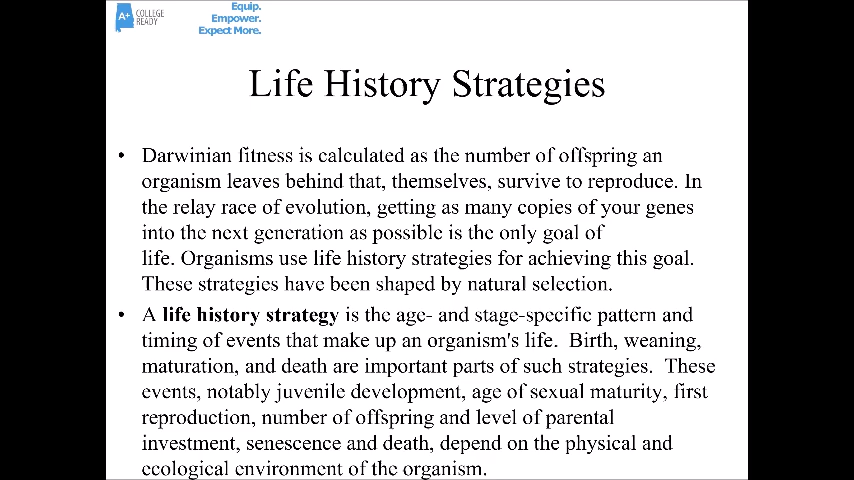 A+ COLLEGE
READY
Equip.
Empower.
Expect More.
Life History Strategies
• Darwinian fitness is calculated as the number of offspring an
organism leaves behind that, themselves, survive to reproduce. In
the relay race of evolution, getting as many copies of your genes
into the next generation as possible is the only goal of
life. Organisms use life history strategies for achieving this goal.
These strategies have been shaped by natural selection.
• A life history strategy is the age- and stage-specific pattern and
timing of events that make up an organism's life.  Birth, weaning,
maturation, and death are important parts of such strategies.  These
events, notably juvenile development, age of sexual maturity, first
reproduction, number of offspring and level of parental
investment, senescence and death, depend on the physical and
ecological environment of the organism.